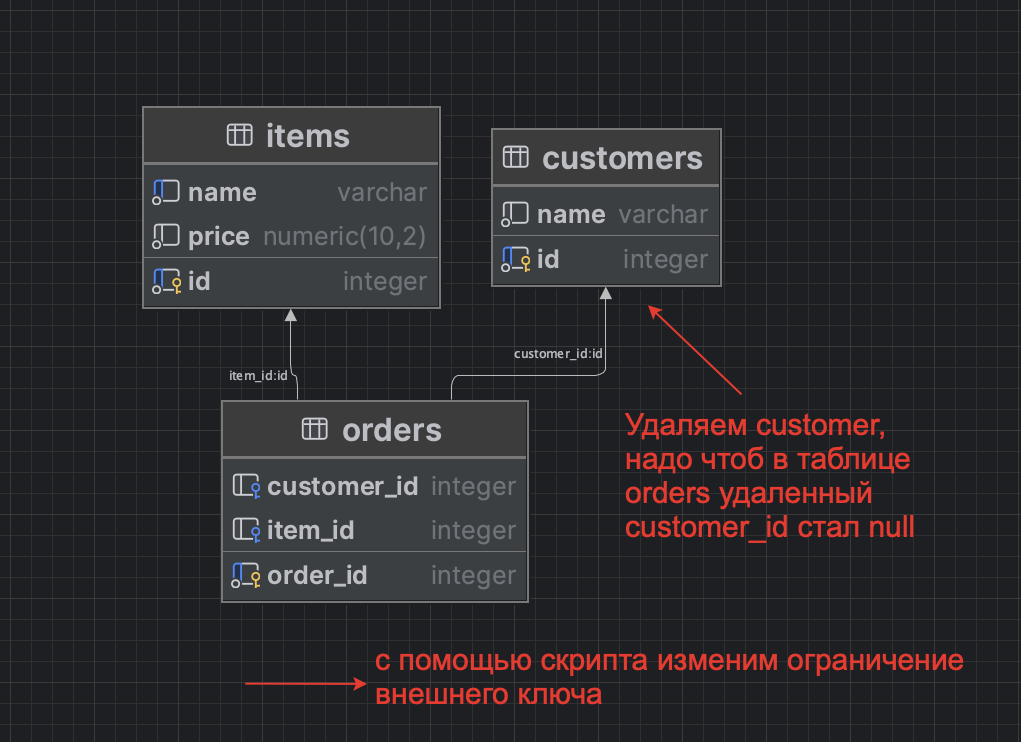 items
name varchar
price numeric(10,2)
id integer
customers
name varchar
id integer
item_id:id
customer_id:id
orders
customer_id integer
item_id integer
order_id integer
Удаляем customer,
надо чтоб в таблице
orders удаленный
customer_id стал null
с помощью скрипта изменим ограничение
внешнего ключа